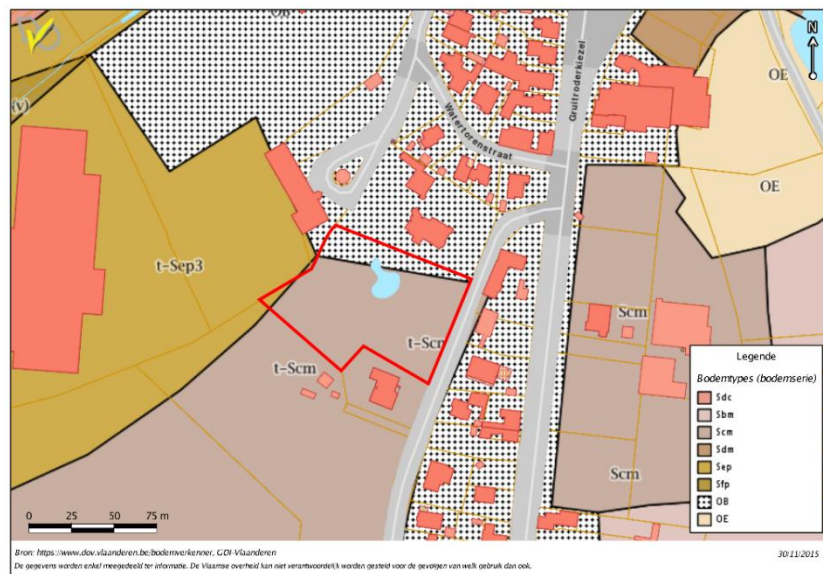 OB
N
(v)
OE
Watertorenstraat
Gruitroderkiezel
OE
t-Sep3
Scm
t-Scm
t-Scm
Scm
Legende
Bodemtypes (bodemserie)
Sdc
Sbm
Scm
Sdm
Sep
Sfp
OB
OE
0 25 50 75 m
Bron: https://www.dov.vlaanderen.be/bodemverkenner, GDI-Vlaanderen
30/11/2015
De gegevens worden enkel meegedeeld ter informatie. De Vlaamse overheid kan niet verantwoordelijk worden gesteld voor de gevolgen van welk gebruik dan ook.